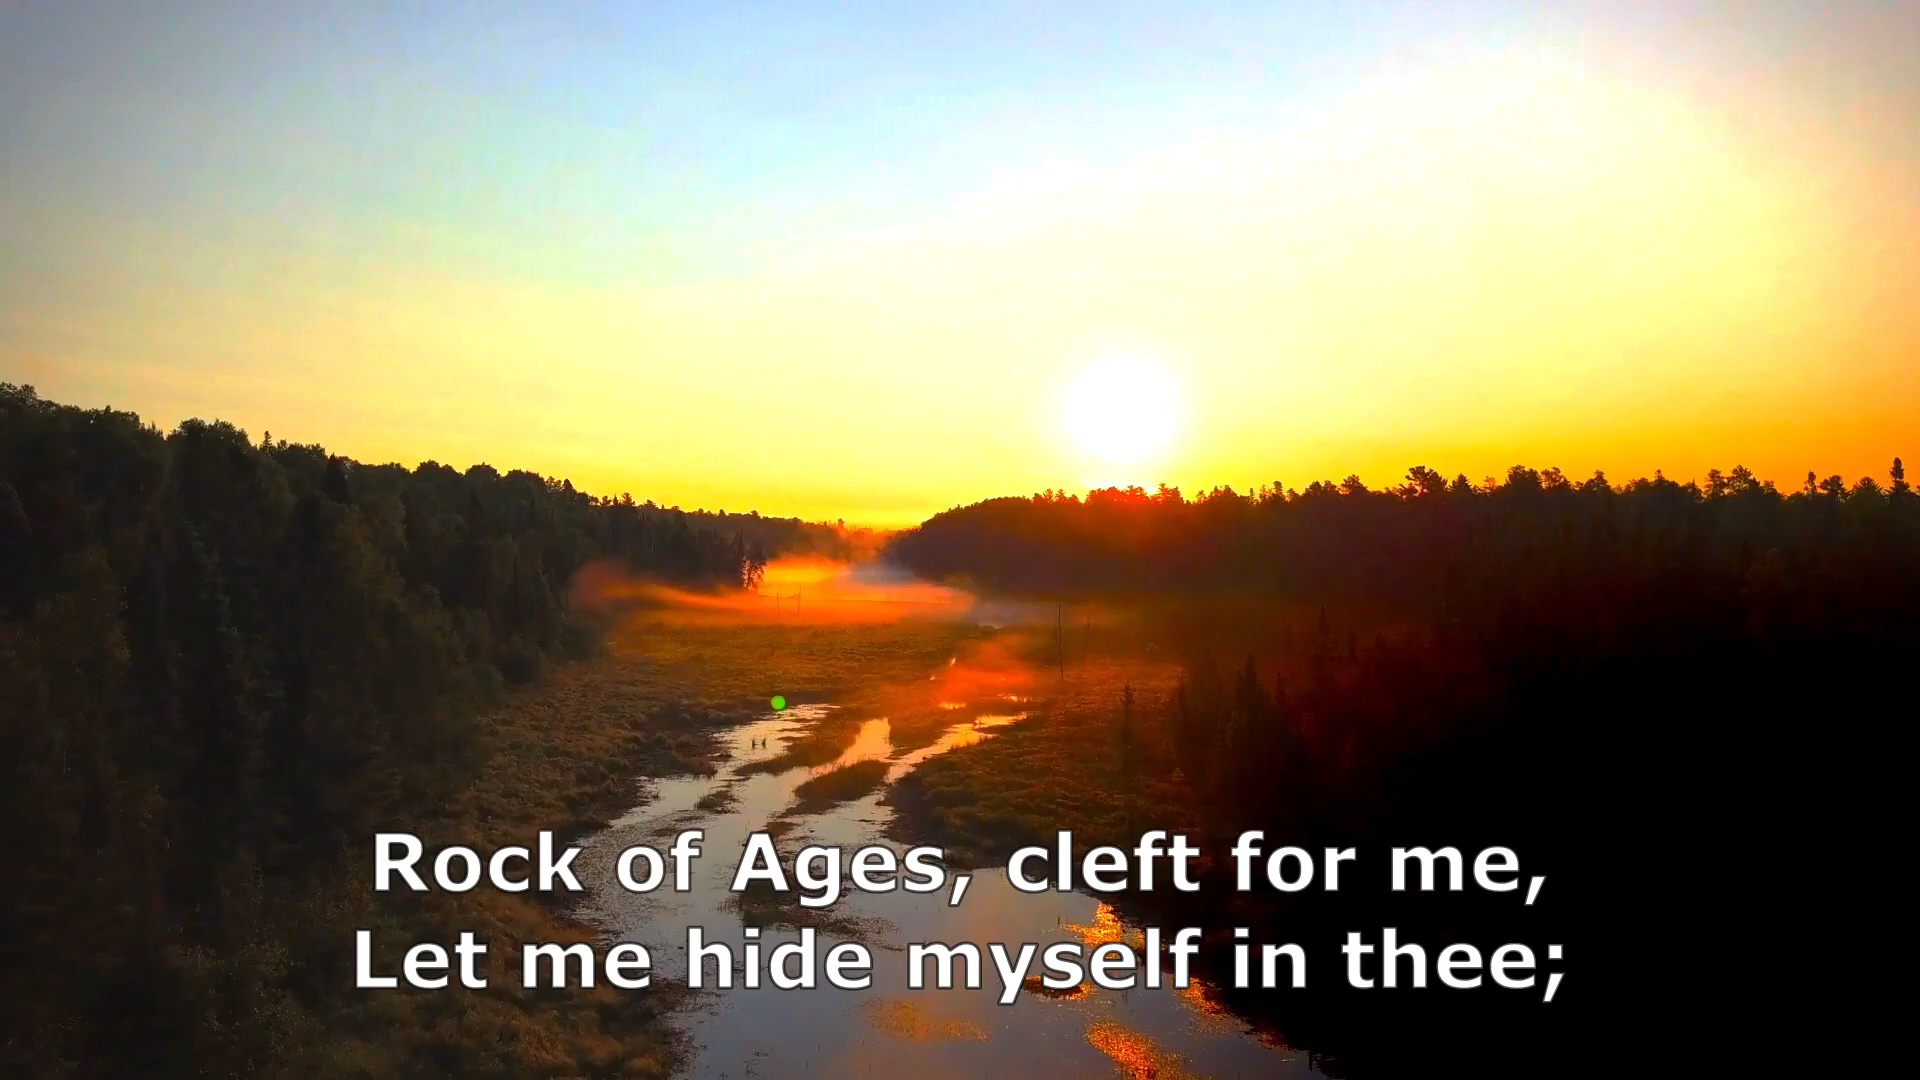 Rock of Ages, cleft for me,
Let me hide myself in thee;